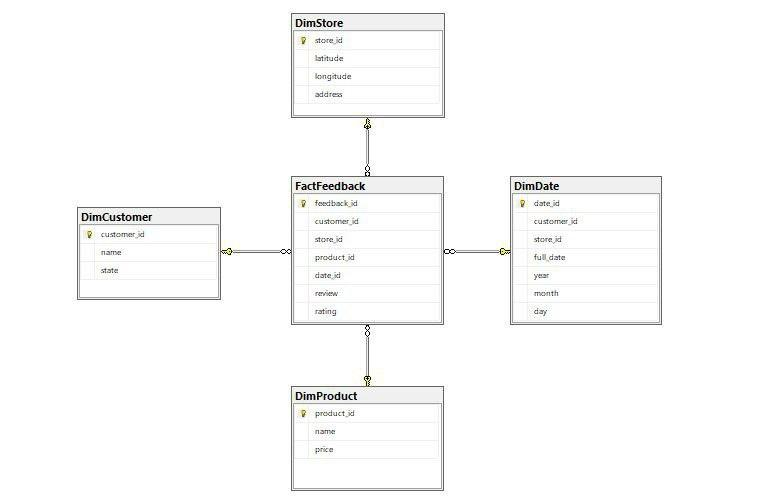 DimStore
store_id
latitude
longitude
address
FactFeedback
feedback_id
customer_id
store_id
product_id
date_id
review
rating
DimDate
date_id
customer_id
store_id
full_date
year
month
day
DimCustomer
customer_id
name
state
DimProduct
product_id
name
price